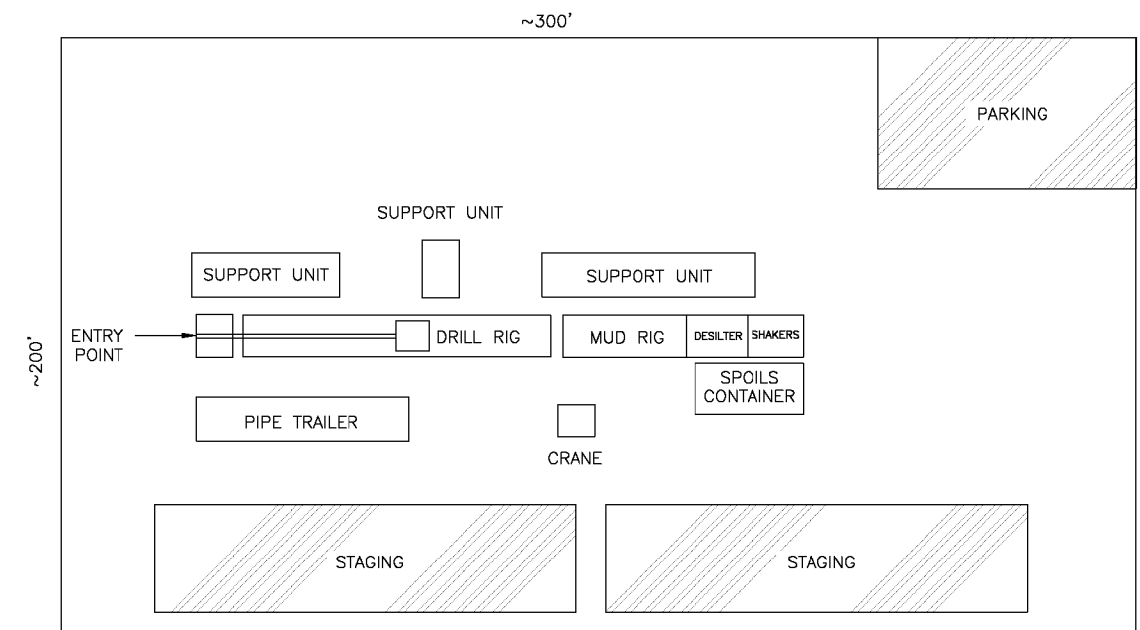 ~300'
PARKING
SUPPORT UNIT
SUPPORT UNIT
SUPPORT UNIT
ENTRY
POINT
DRILL RIG
MUD RIG
DESILTER
SHAKERS
~200'
SPOILS
CONTAINER
PIPE TRAILER
CRANE
STAGING
STAGING